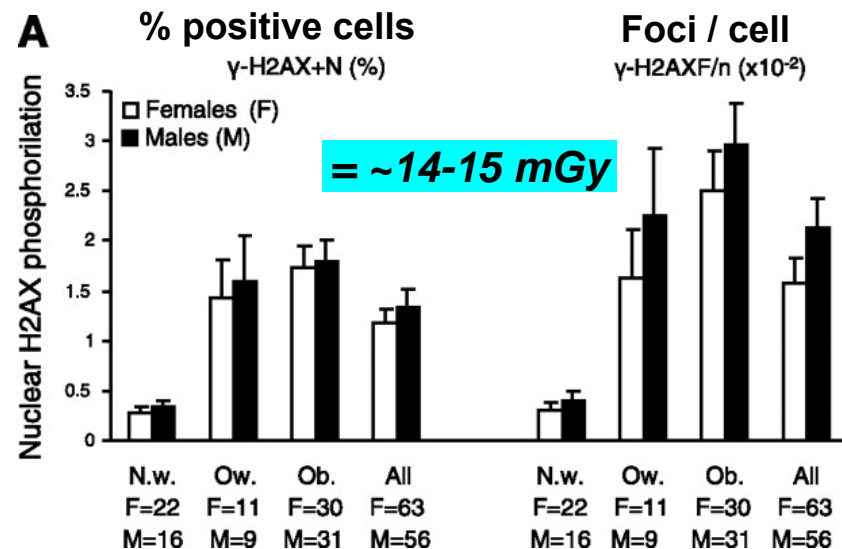 A
% positive cells
Foci / cell
γ-H2AX+N (%)
γ-H2AXF/n (x10-2)
Nuclear H2AX phosphorilation
3.5
3
2.5
2
1.5
1
0.5
0
Females (F)
Males (M)
= ~14-15 mGy
N.w. Ow. Ob. All N.w. Ow. Ob. All
F=22 F=11 F=30 F=63 F=22 F=11 F=30 F=63
M=16 M=9 M=31 M=56 M=16 M=9 M=31 M=56